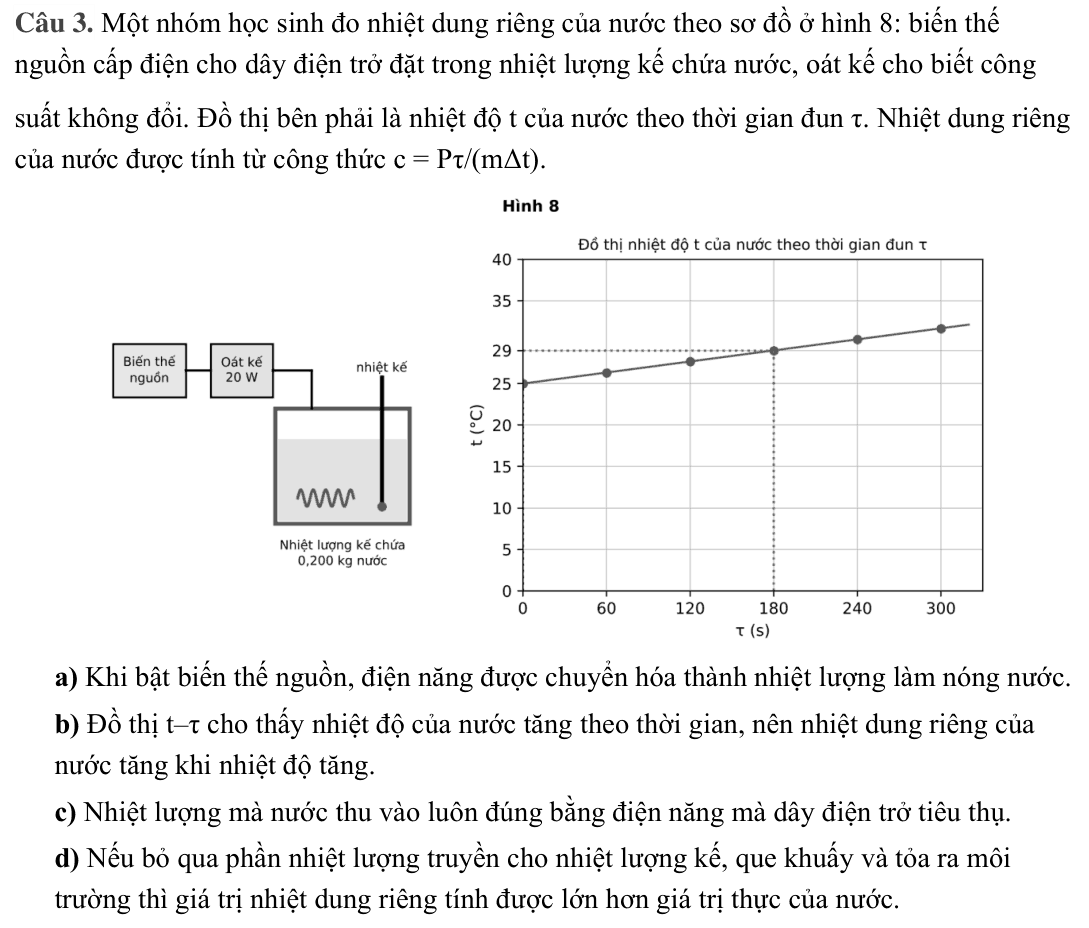 Câu 3. Một nhóm học sinh đo nhiệt dung riêng của nước theo sơ đồ ở hình 8: biến thế
nguồn cấp điện cho dây điện trở đặt trong nhiệt lượng kế chứa nước, oát kế cho biết công
suất không đổi. Đồ thị bên phải là nhiệt độ t của nước theo thời gian đun τ. Nhiệt dung riêng
của nước được tính từ công thức c = Pτ/(mΔt).
Hình 8
Biến thế
nguồn
Oát kế
20 W
nhiệt kế
Nhiệt lượng kế chứa
0,200 kg nước
Đồ thị nhiệt độ t của nước theo thời gian đun τ
t (°C)
40
35
29
25
20
15
10
5
0
0 60 120 180 240 300
τ (s)
a) Khi bật biến thế nguồn, điện năng được chuyển hóa thành nhiệt lượng làm nóng nước.
b) Đồ thị t–τ cho thấy nhiệt độ của nước tăng theo thời gian, nên nhiệt dung riêng của
nước tăng khi nhiệt độ tăng.
c) Nhiệt lượng mà nước thu vào luôn đúng bằng điện năng mà dây điện trở tiêu thụ.
d) Nếu bỏ qua phần nhiệt lượng truyền cho nhiệt lượng kế, que khuấy và tỏa ra môi
trường thì giá trị nhiệt dung riêng tính được lớn hơn giá trị thực của nước.